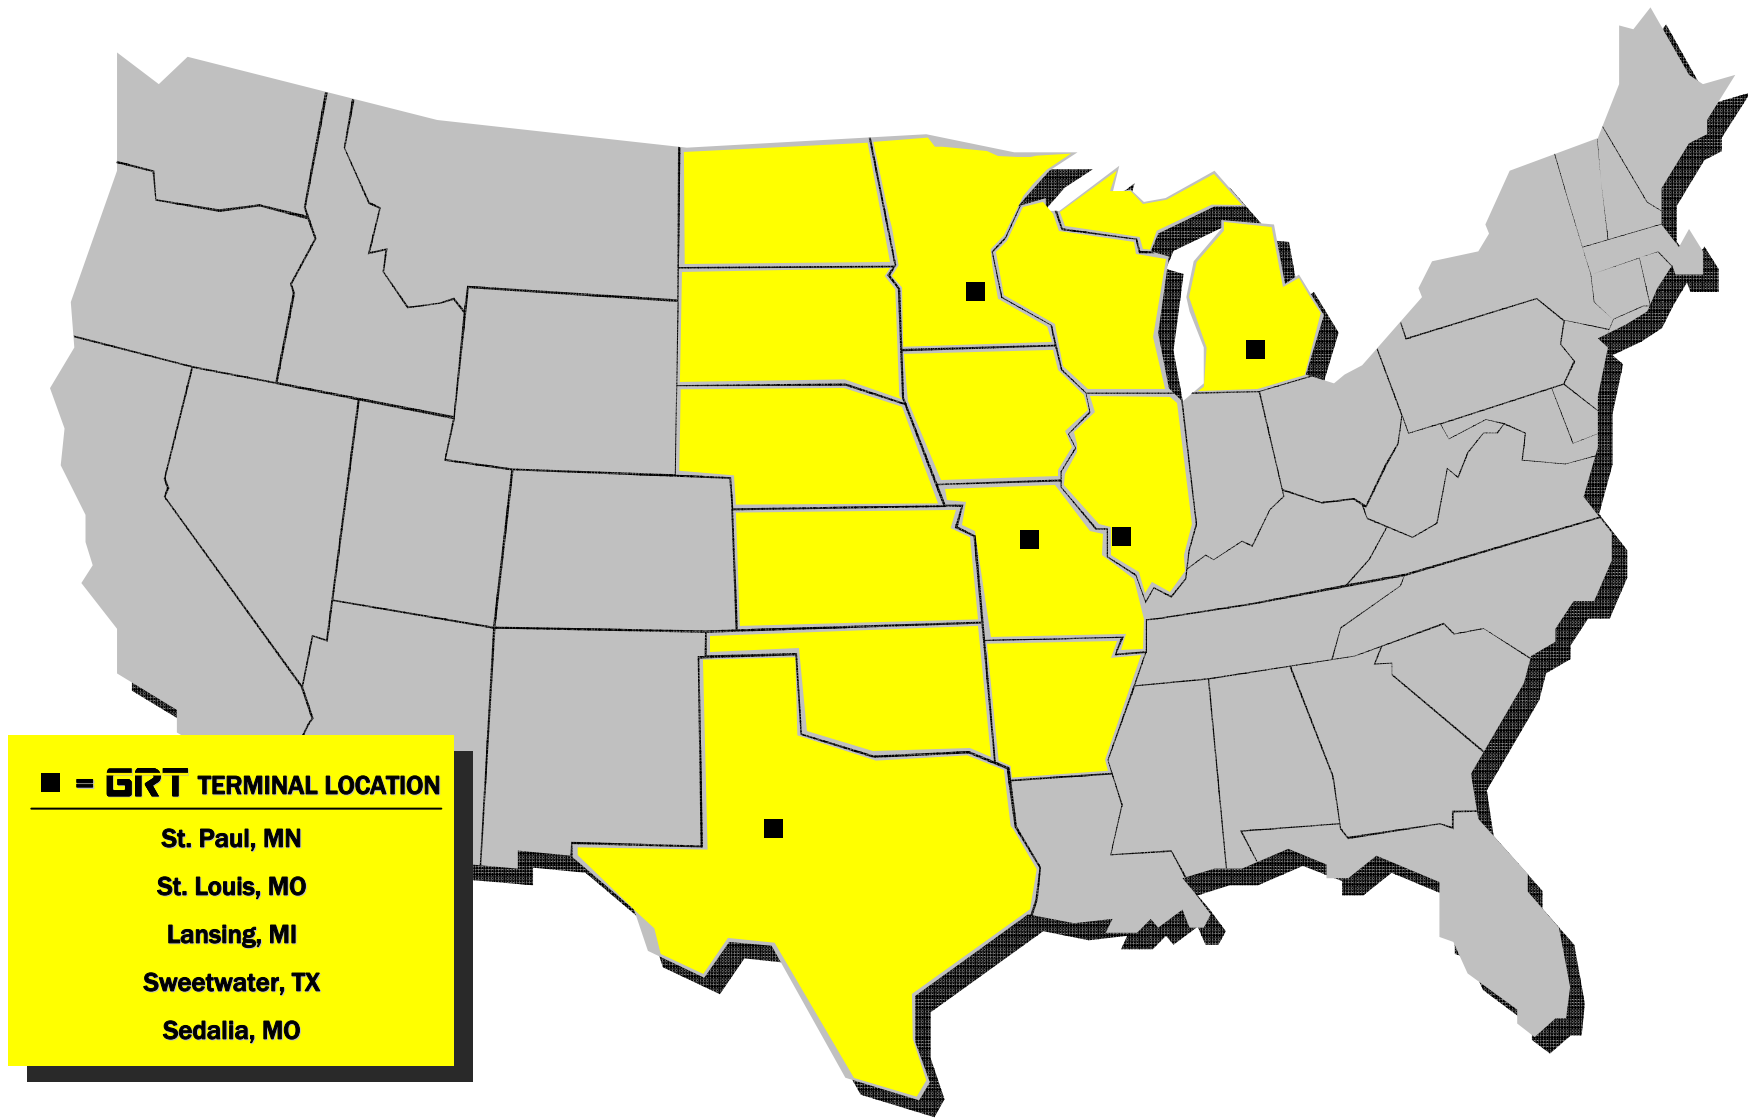 = GRT TERMINAL LOCATION
St. Paul, MN
St. Louis, MO
Lansing, MI
Sweetwater, TX
Sedalia, MO